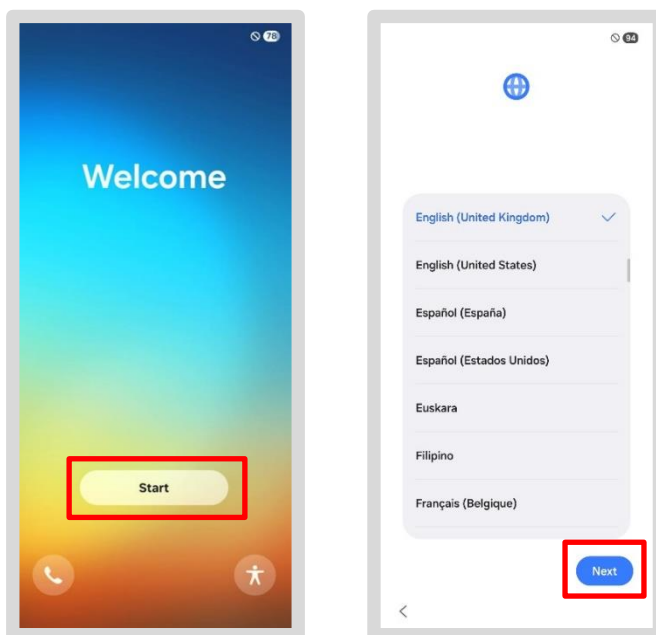 78
Welcome
Start
94
English (United Kingdom)
English (United States)
Español (España)
Español (Estados Unidos)
Euskara
Filipino
Français (Belgique)
Next